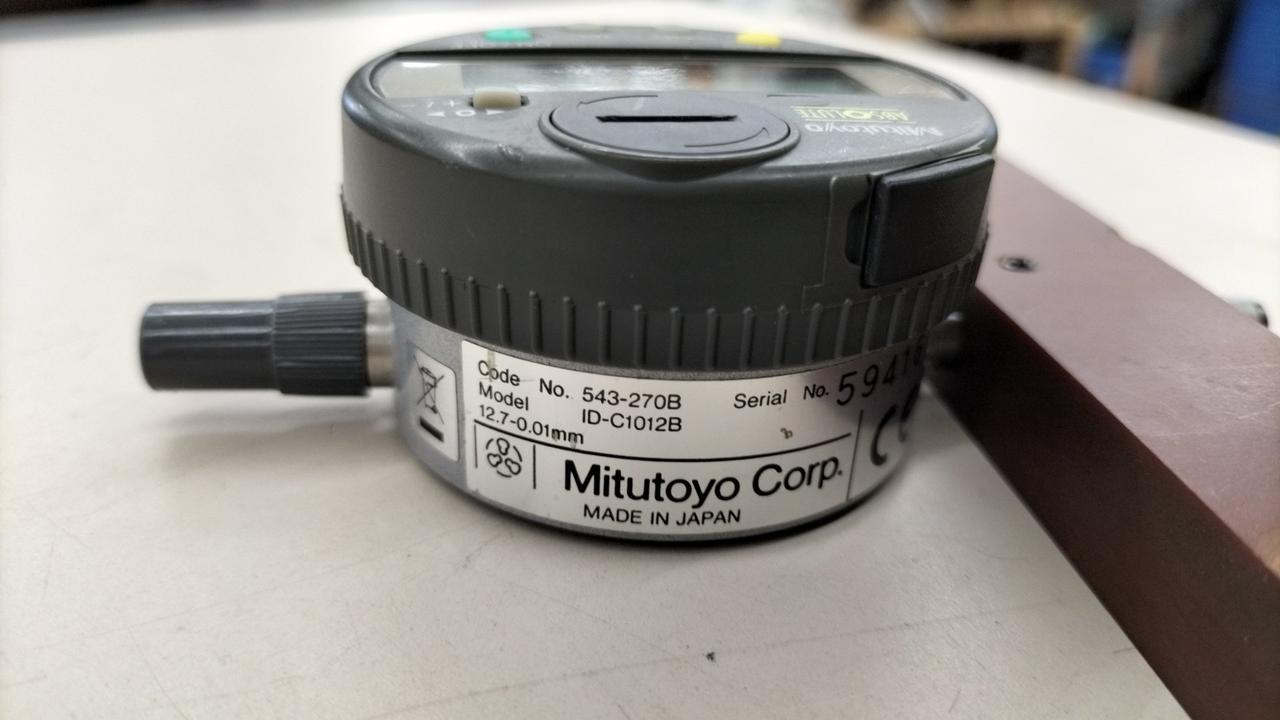 Mitutoyo
ABSOLUTE
Code No. 543-270B
Serial No.
Model ID-C1012B
12.7-0.01mm
Mitutoyo Corp.
MADE IN JAPAN